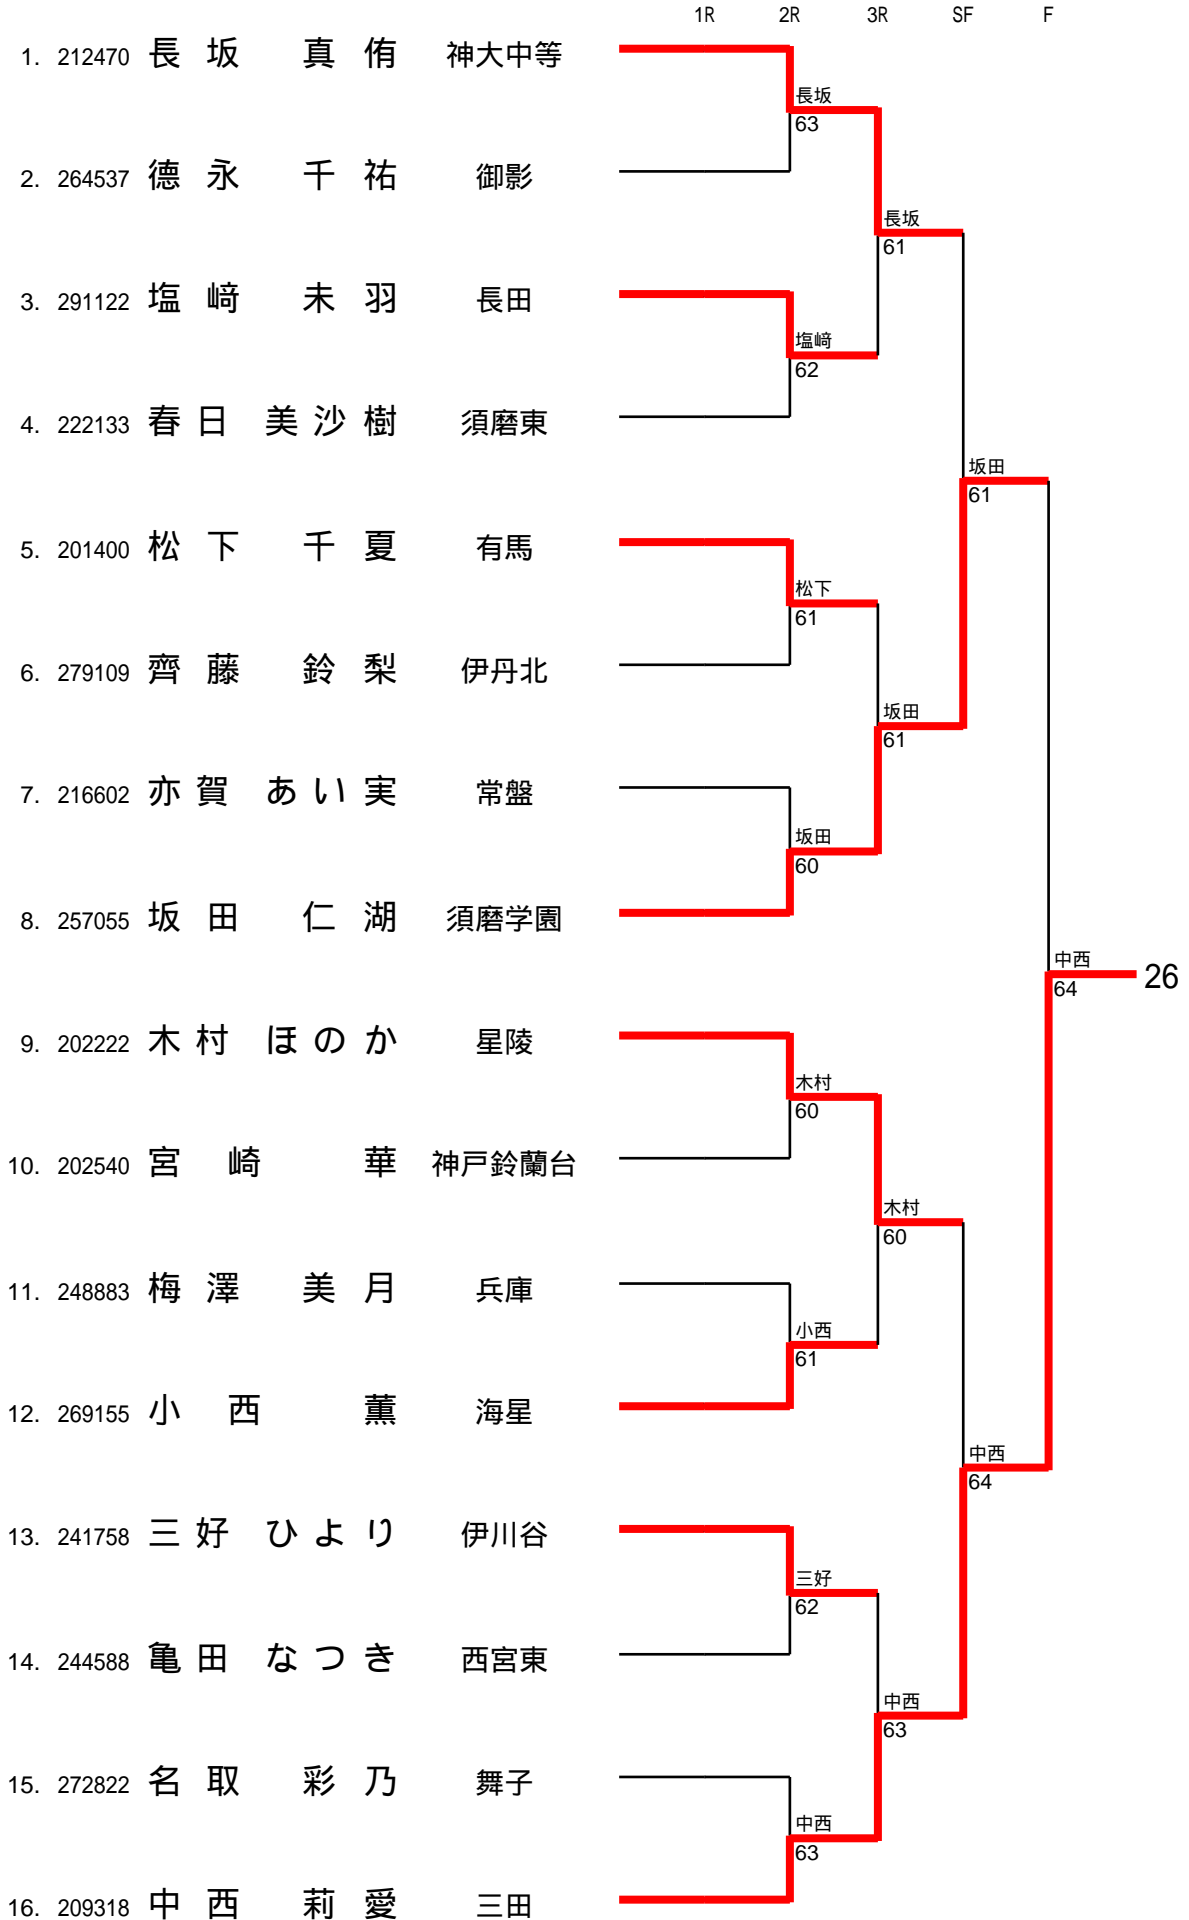 1R 2R 3R SF F
1. 212470 長坂 真侑 神大中等
長坂
63
2. 264537 德永 千祐 御影
長坂
61
3. 291122 塩﨑 未羽 長田
塩﨑
62
4. 222133 春日 美沙樹 須磨東
坂田
61
5. 201400 松下 千夏 有馬
松下
61
6. 279109 齊藤 鈴梨 伊丹北
坂田
61
7. 216602 亦賀 あい実 常盤
坂田
60
8. 257055 坂田 仁湖 須磨学園
中西
64
26
9. 202222 木村 ほのか 星陵
木村
60
10. 202540 宮崎 華 神戸鈴蘭台
木村
60
11. 248883 梅澤 美月 兵庫
小西
61
12. 269155 小西 薫 海星
中西
64
13. 241758 三好 ひより 伊川谷
三好
62
14. 244588 亀田 なつき 西宮東
中西
63
15. 272822 名取 彩乃 舞子
中西
63
16. 209318 中西 莉愛 三田